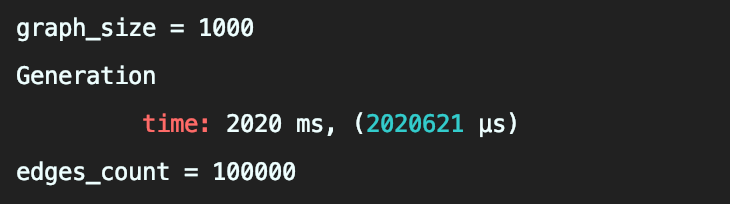 graph_size = 1000
Generation
time: 2020 ms, (2020621 µs)
edges_count = 100000